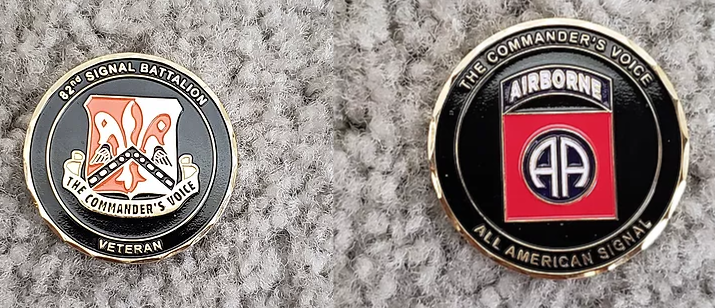 82nd SIGNAL BATTALION
THE COMMANDER'S VOICE
VETERAN
THE COMMANDER'S VOICE
AIRBORNE
AA
ALL AMERICAN SIGNAL